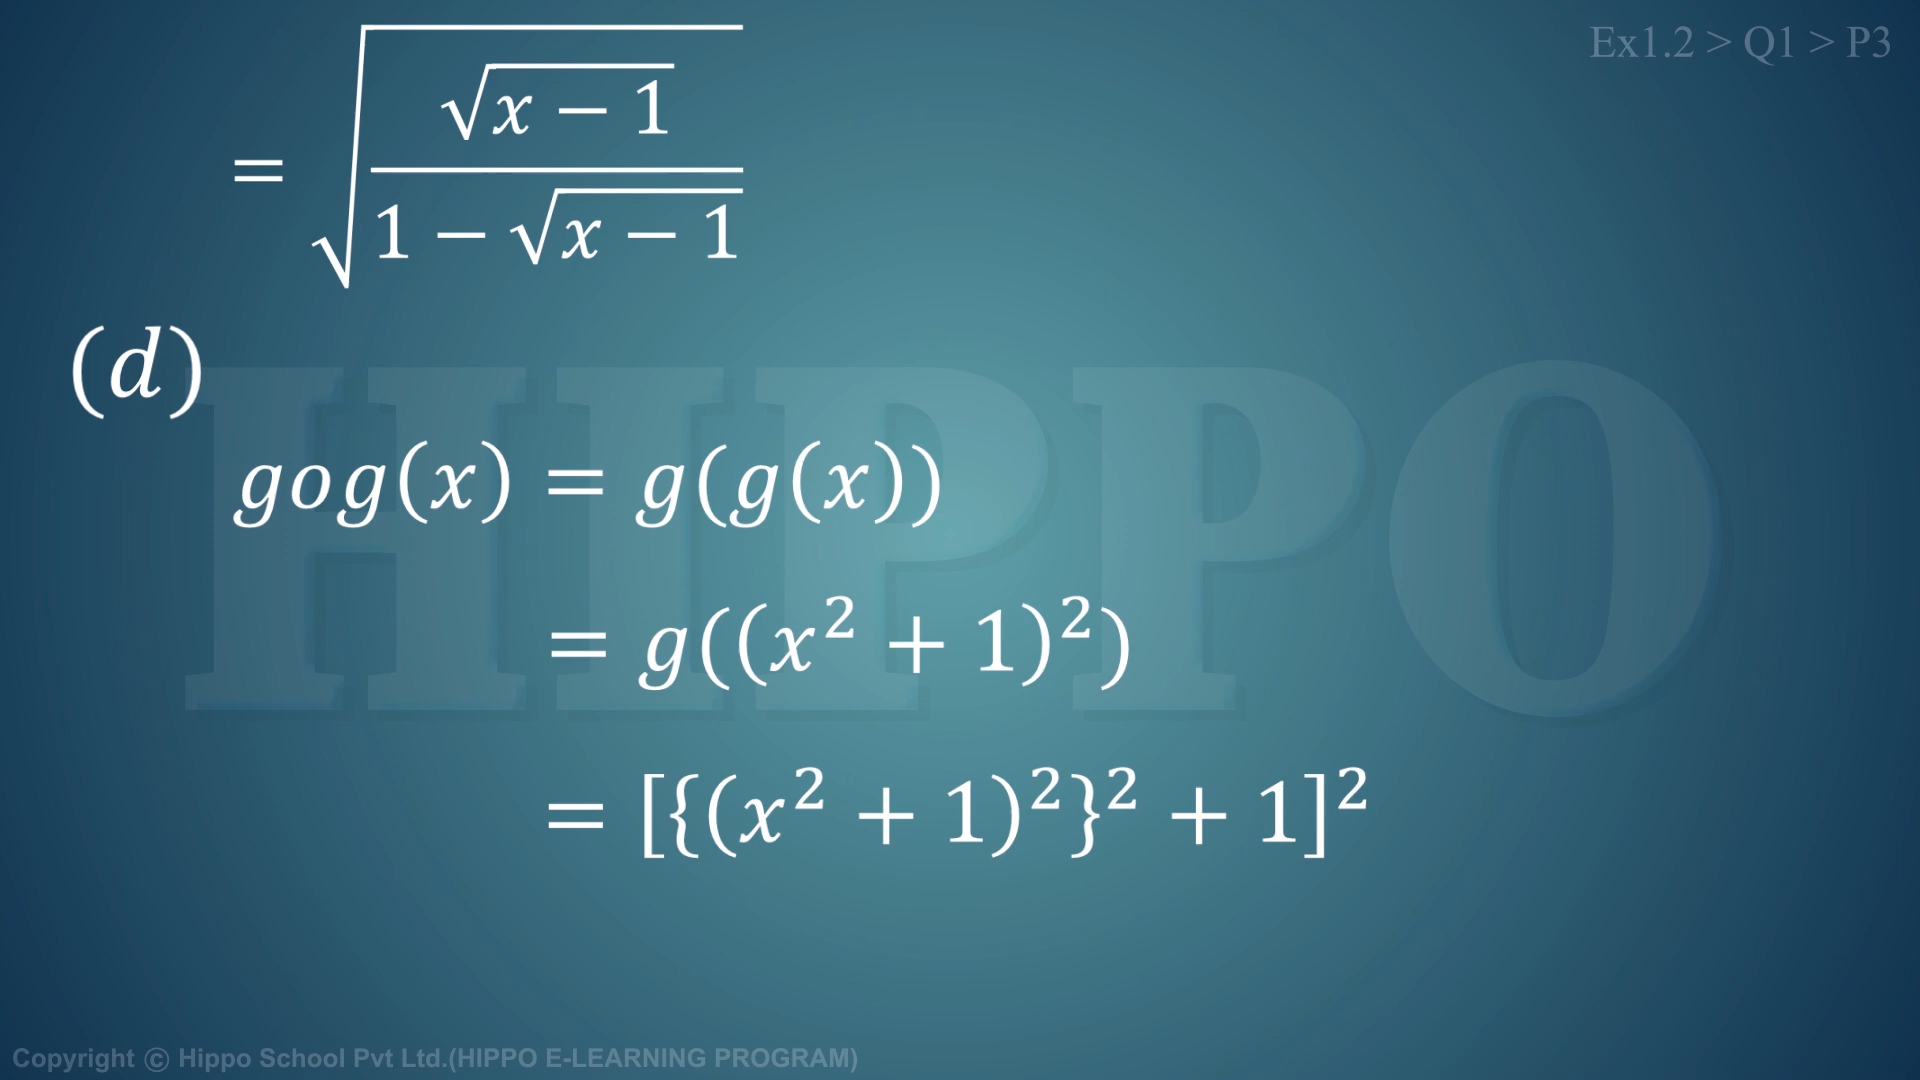 Ex1.2 > Q1 > P3
= √(√(x − 1) / (1 − √(x − 1)))
(d)
HIPPO
gog(x) = g(g(x))
= g((x² + 1)²)
= [{(x² + 1)²}² + 1]²
Copyright © Hippo School Pvt Ltd.(HIPPO E-LEARNING PROGRAM)